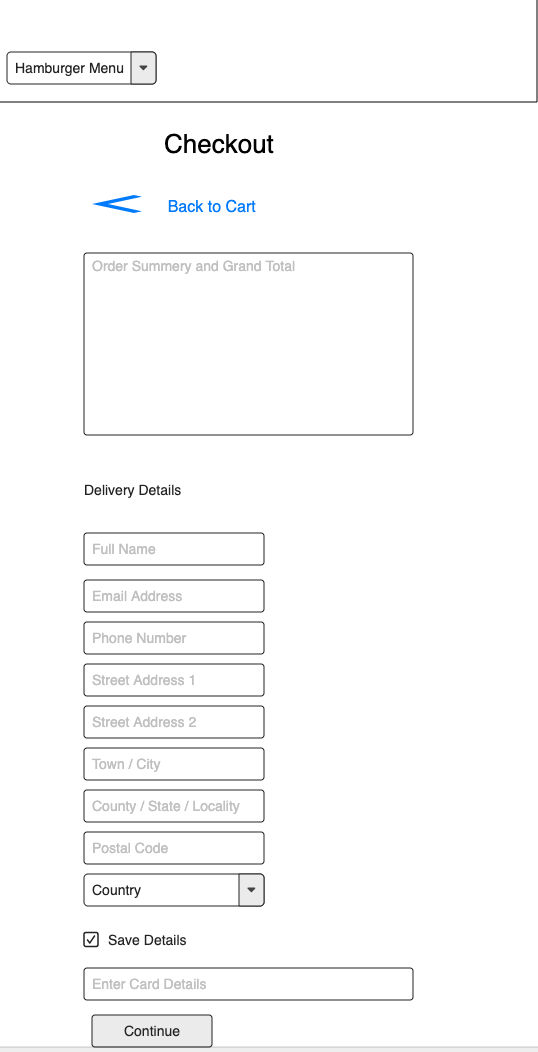 Hamburger Menu
Checkout
Back to Cart
Order Summery and Grand Total
Delivery Details
Full Name
Email Address
Phone Number
Street Address 1
Street Address 2
Town / City
County / State / Locality
Postal Code
Country
Save Details
Enter Card Details
Continue